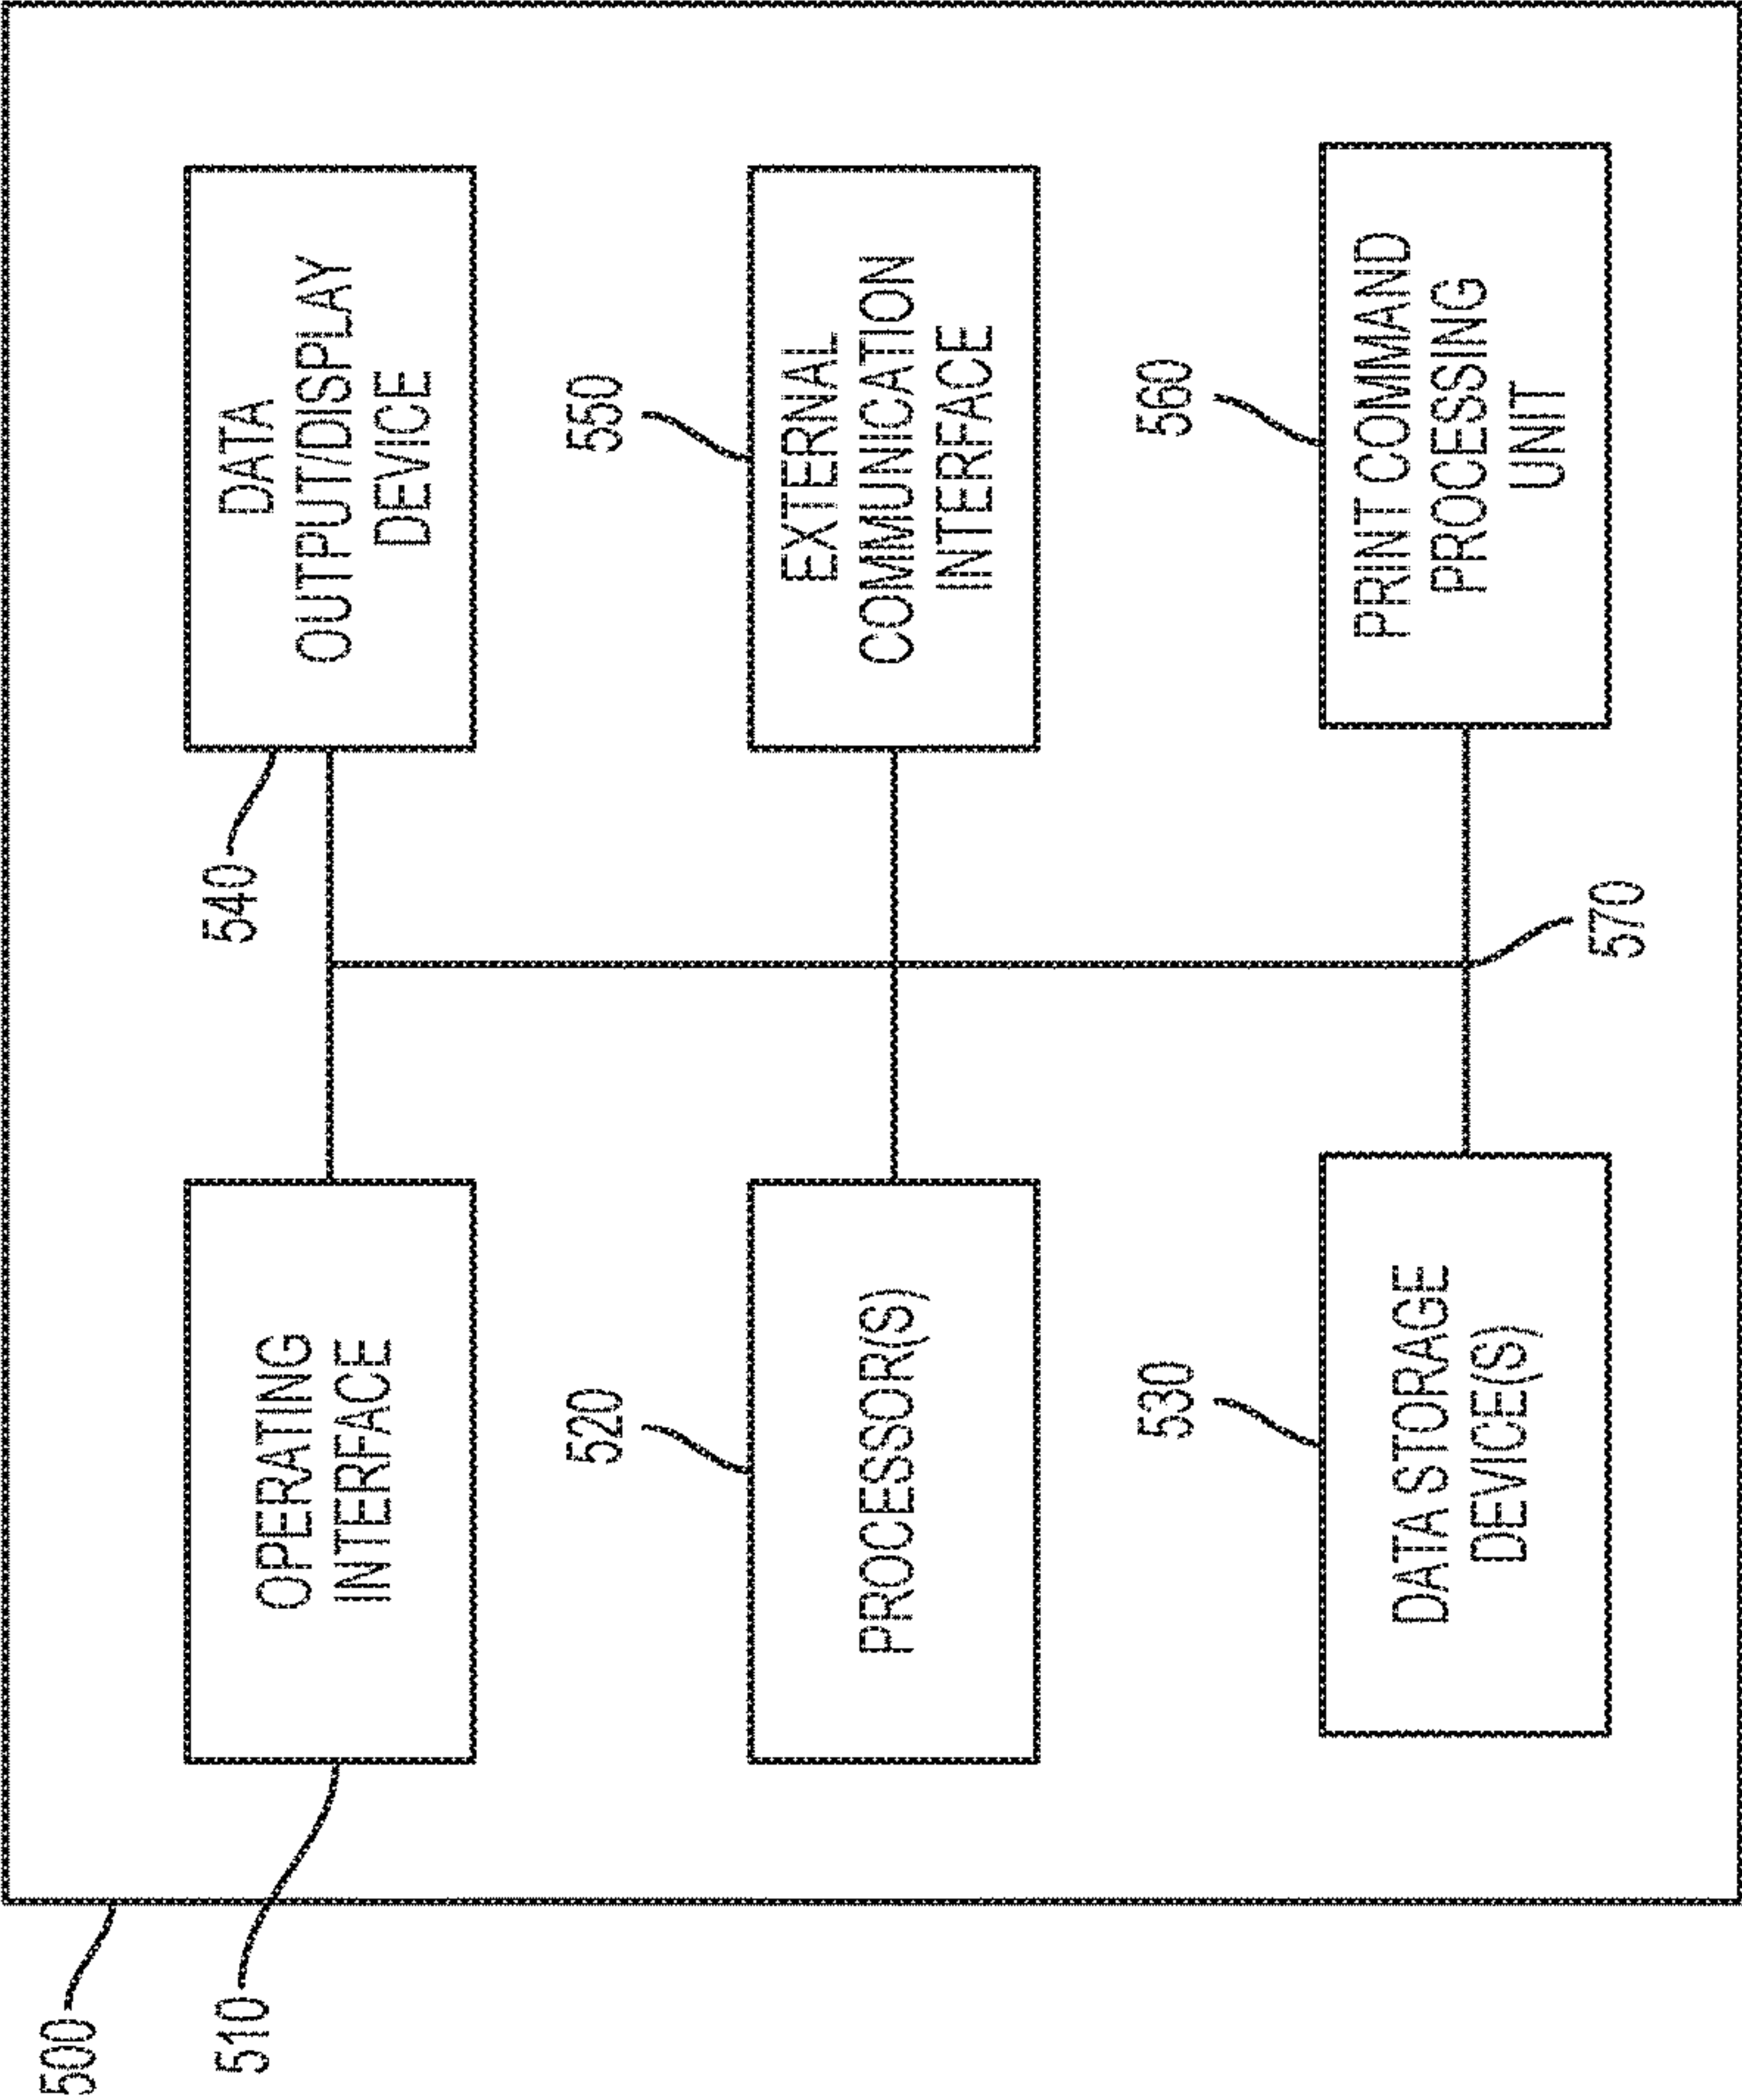 500
510
OPERATING
INTERFACE
540
DATA
OUTPUT/DISPLAY
DEVICE
520
PROCESSOR(S)
550
EXTERNAL
COMMUNICATION
INTERFACE
530
DATA STORAGE
DEVICE(S)
560
PRINT COMMAND
PROCESSING
UNIT
570